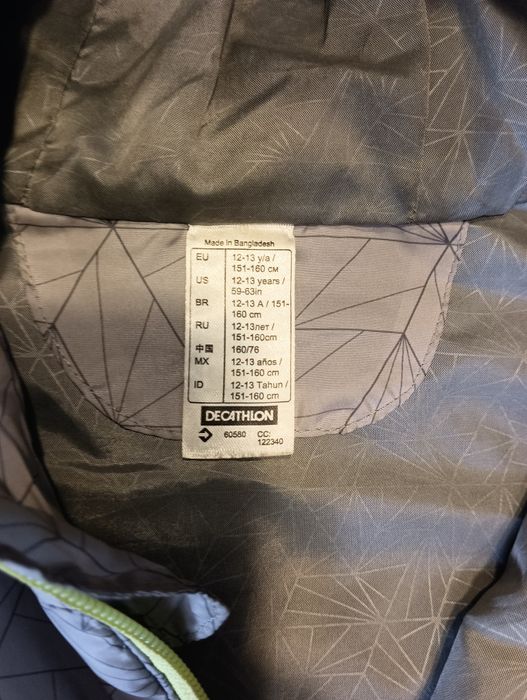 Made in Bangladesh
EU 12-13 y/a /
151-160 см
US 12-13 years /
59-63in
BR 12-13 A / 151-
160 cm
RU 12-13лет /
151-160cm
中国 160/76
MX 12-13 años /
151-160 cm
ID 12-13 Tahun /
151-160 cm
DECATHLON
60580 CC:
122340